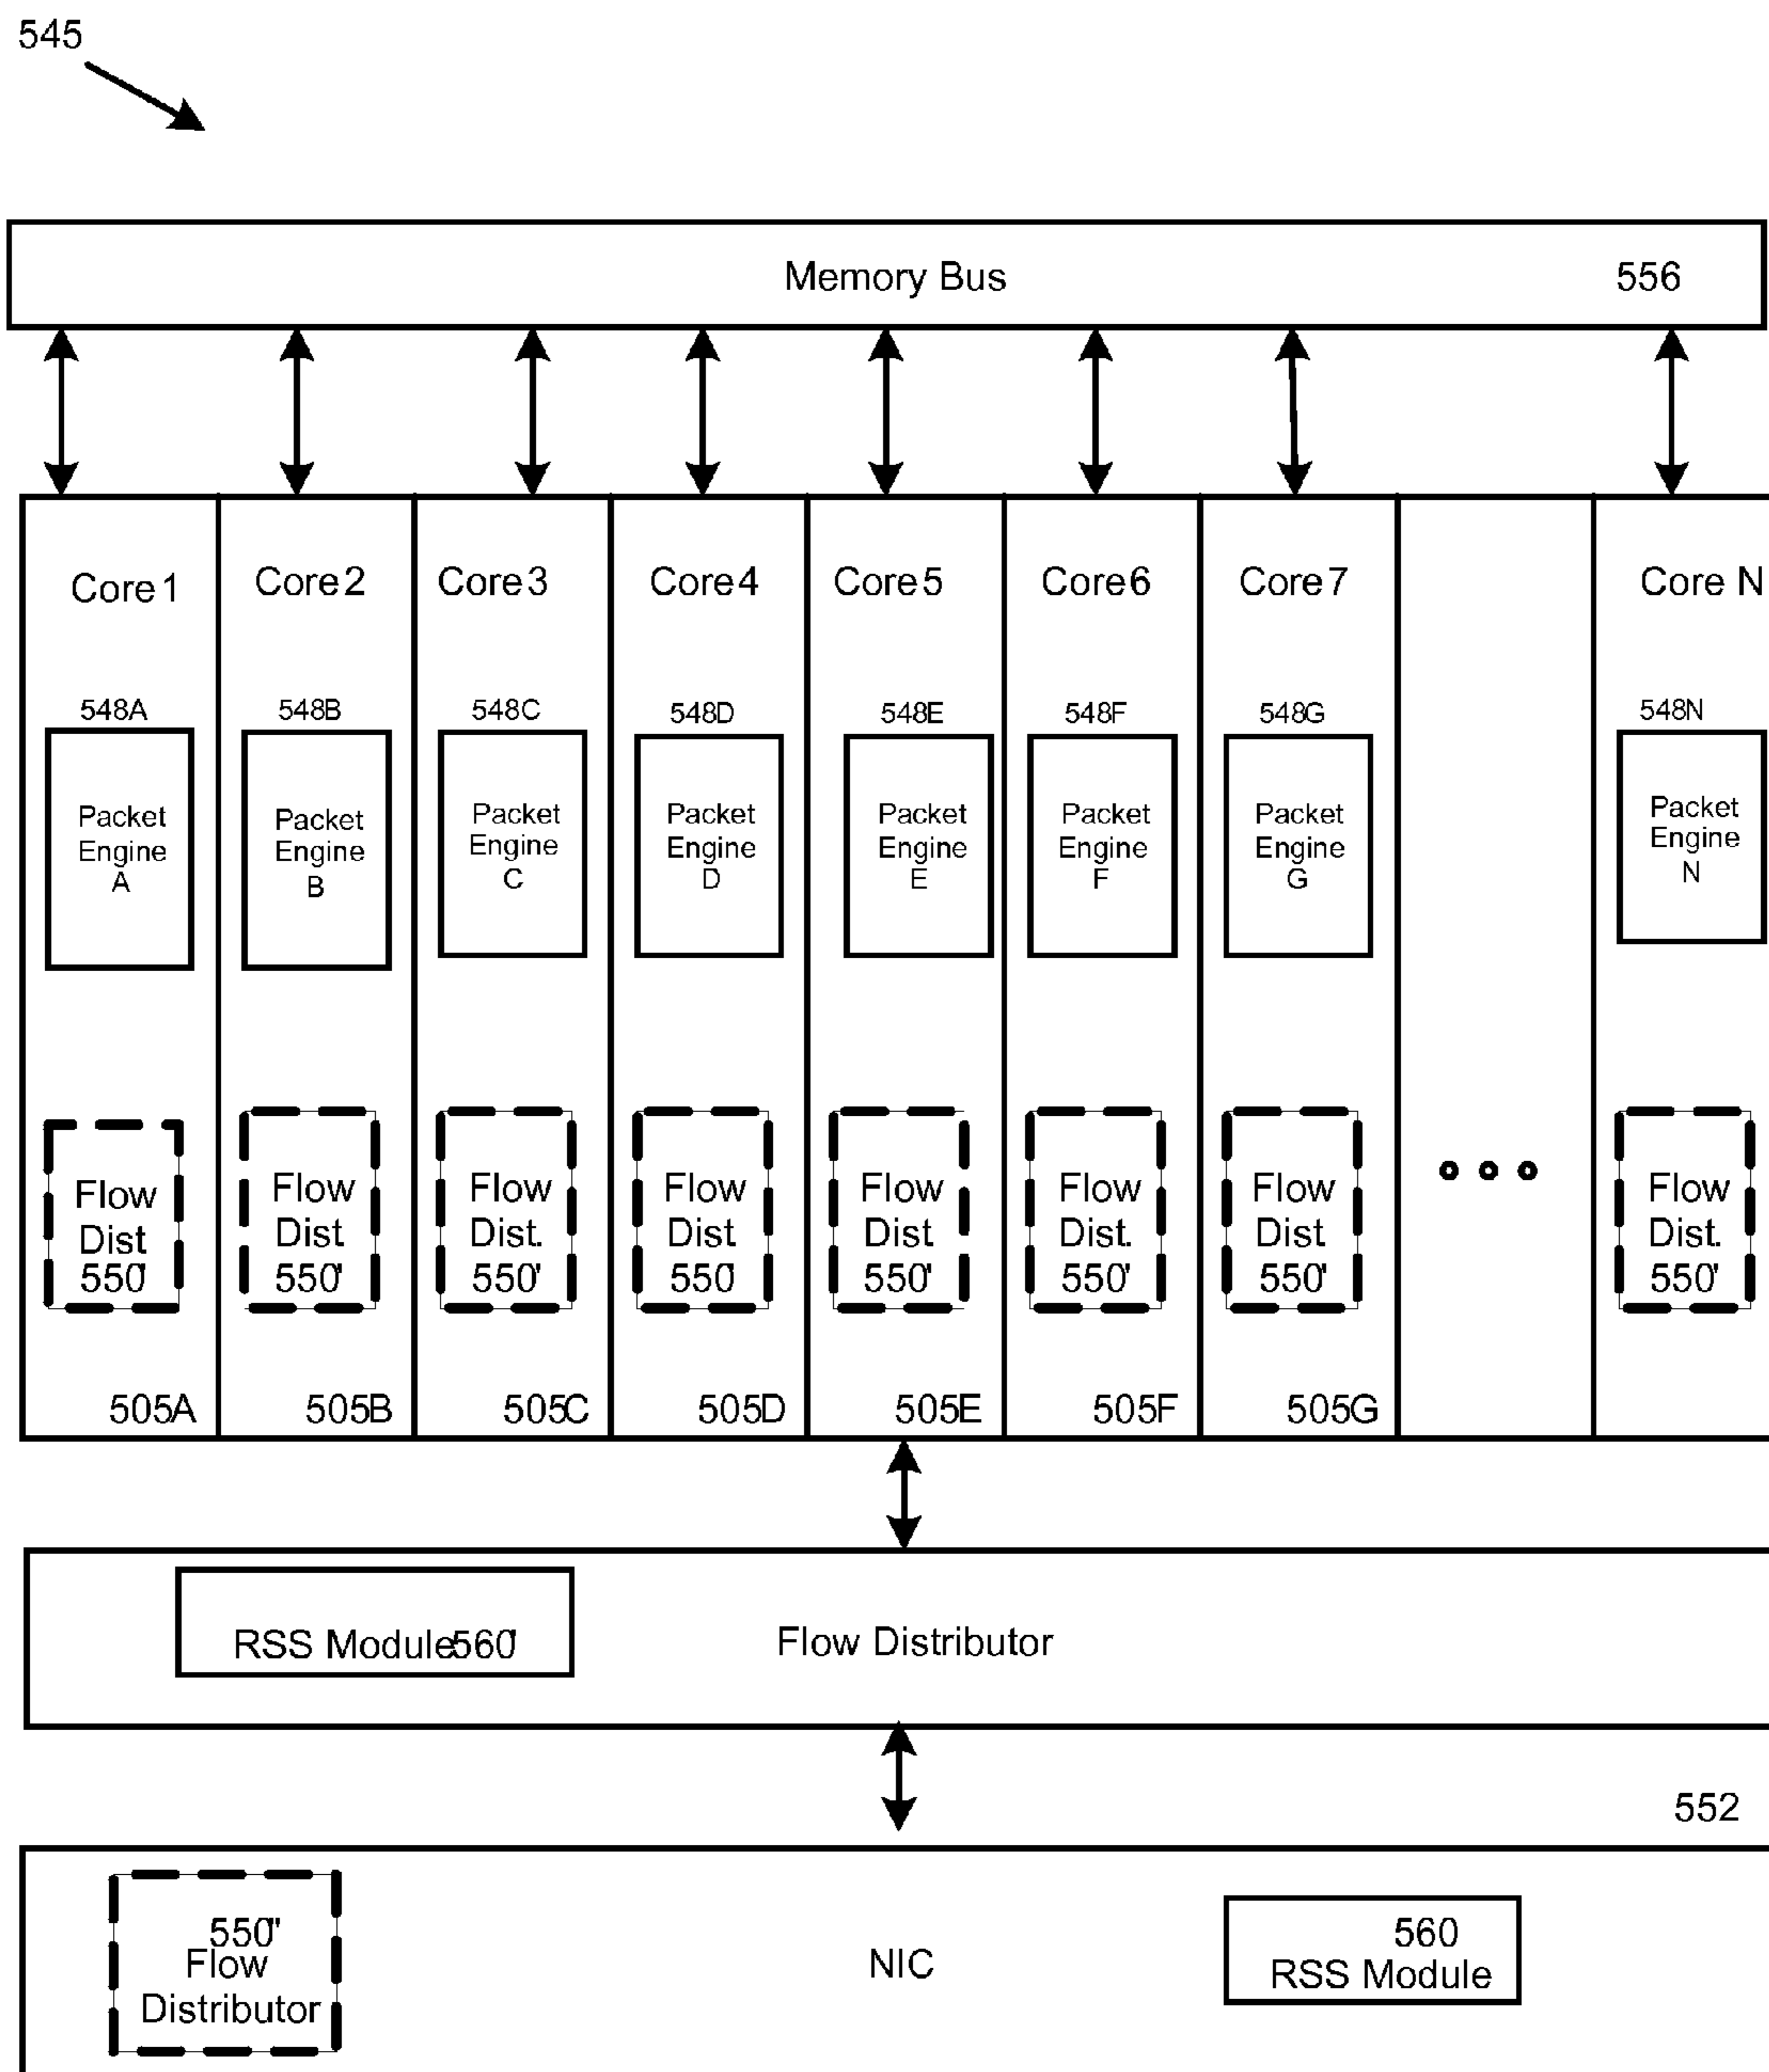 545
Memory Bus 556
Core 1 Core 2 Core 3 Core 4 Core 5 Core 6 Core 7 Core N
548A 548B 548C 548D 548E 548F 548G 548N
Packet Packet Packet Packet Packet Packet Packet Packet
Engine Engine Engine Engine Engine Engine Engine Engine
A B C D E F G N
Flow Flow Flow Flow Flow Flow Flow Flow
Dist Dist Dist. Dist Dist Dist. Dist Dist.
550' 550' 550' 550' 550' 550' 550' 550'
505A 505B 505C 505D 505E 505F 505G
RSS Module 560' Flow Distributor
552
550"
Flow
Distributor
NIC
560
RSS Module